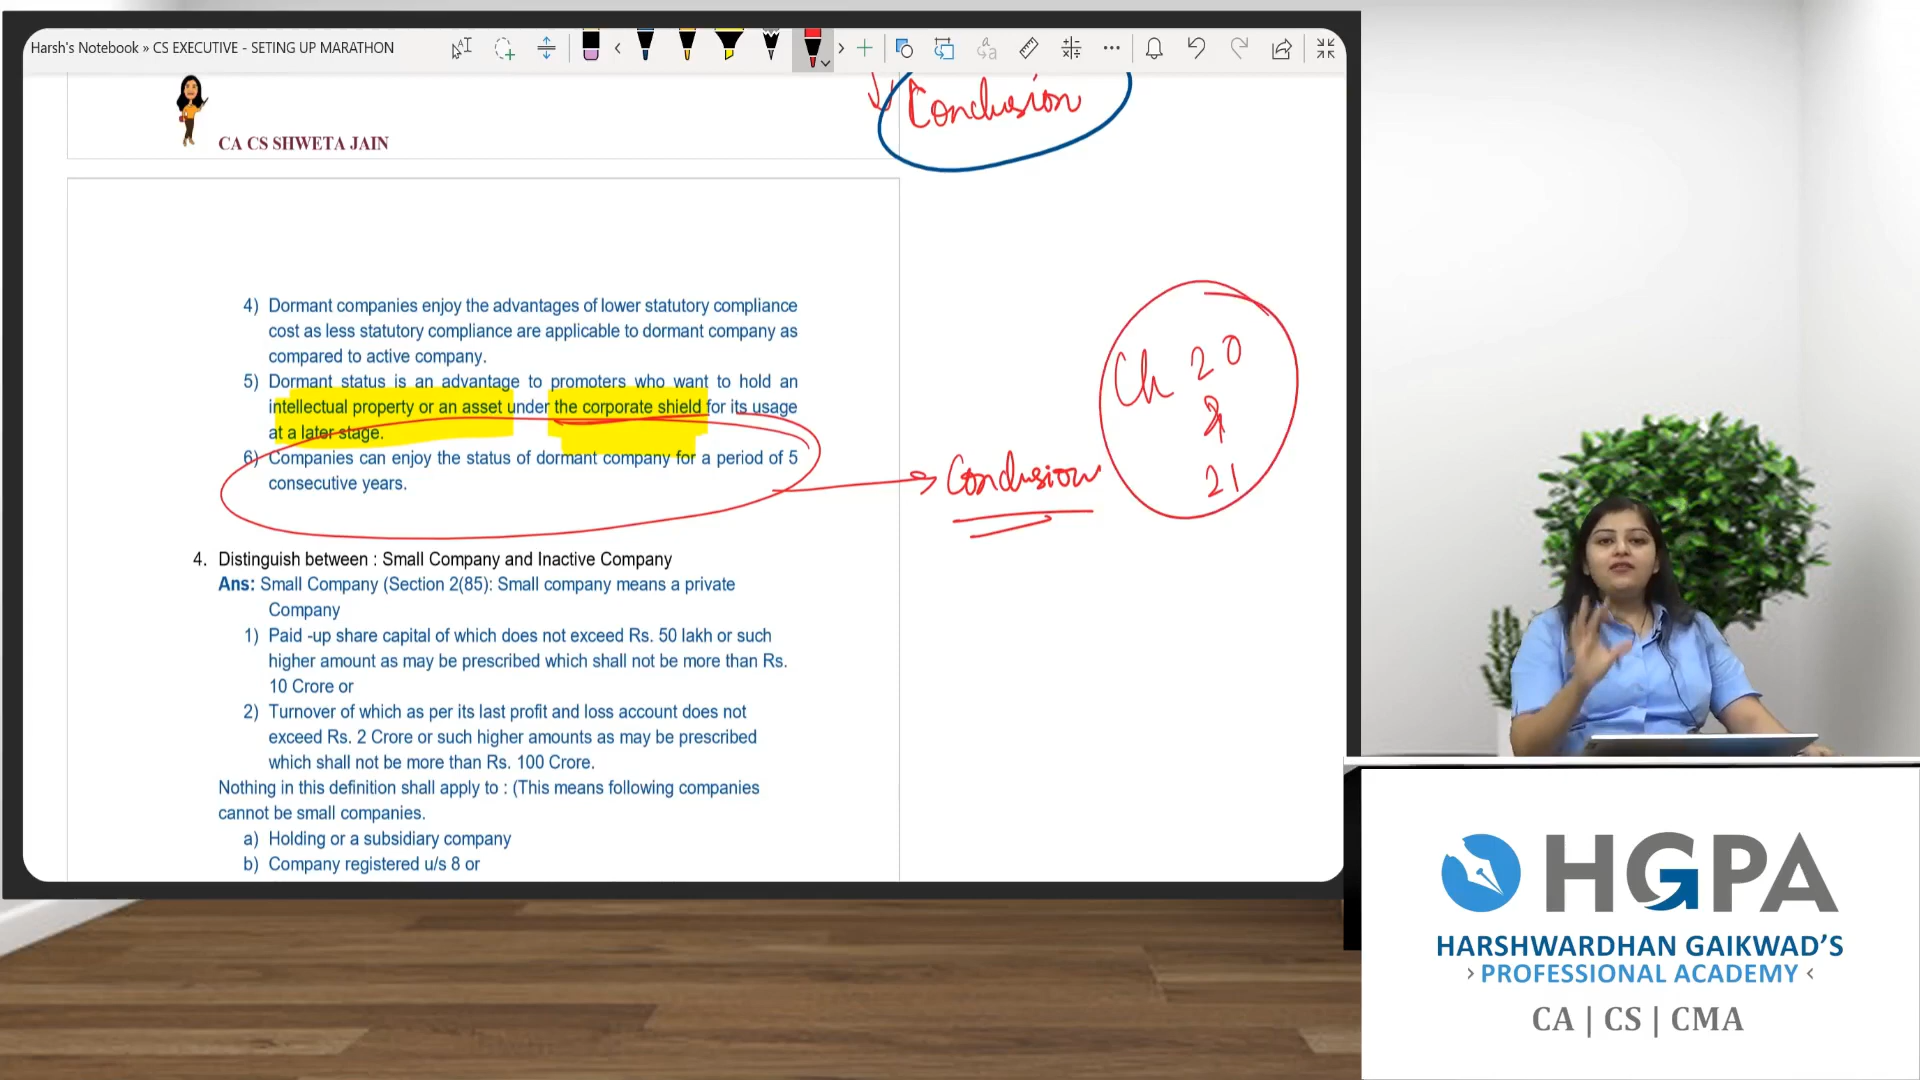 Harsh's Notebook » CS EXECUTIVE - SETING UP MARATHON
Conclusion
CA CS SHWETA JAIN
4) Dormant companies enjoy the advantages of lower statutory compliance
cost as less statutory compliance are applicable to dormant company as
compared to active company.
5) Dormant status is an advantage to promoters who want to hold an
intellectual property or an asset under the corporate shield for its usage
at a later stage.
6) Companies can enjoy the status of dormant company for a period of 5
consecutive years.
Conclusion
Ch 20
&
21
4. Distinguish between : Small Company and Inactive Company
Ans: Small Company (Section 2(85): Small company means a private
Company
1) Paid -up share capital of which does not exceed Rs. 50 lakh or such
higher amount as may be prescribed which shall not be more than Rs.
10 Crore or
2) Turnover of which as per its last profit and loss account does not
exceed Rs. 2 Crore or such higher amounts as may be prescribed
which shall not be more than Rs. 100 Crore.
Nothing in this definition shall apply to : (This means following companies
cannot be small companies.
a) Holding or a subsidiary company
b) Company registered u/s 8 or
HGPA
HARSHWARDHAN GAIKWAD'S
› PROFESSIONAL ACADEMY ‹
CA | CS | CMA